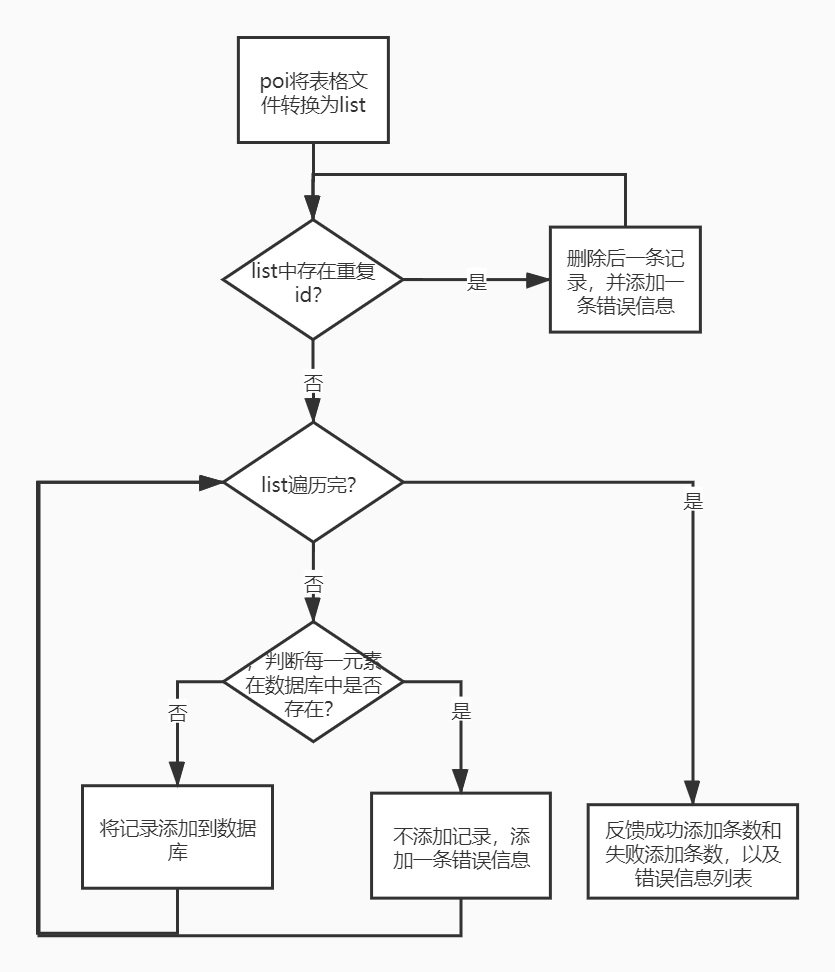 poi将表格文
件转换为list
list中存在重复
id?
是
删除后一条记
录，并添加一
条错误信息
否
list遍历完?
是
否
，判断每一元素
在数据库中是否
存在?
否
是
将记录添加到数据
库
不添加记录，添
加一条错误信息
反馈成功添加条数和
失败添加条数，以及
错误信息列表